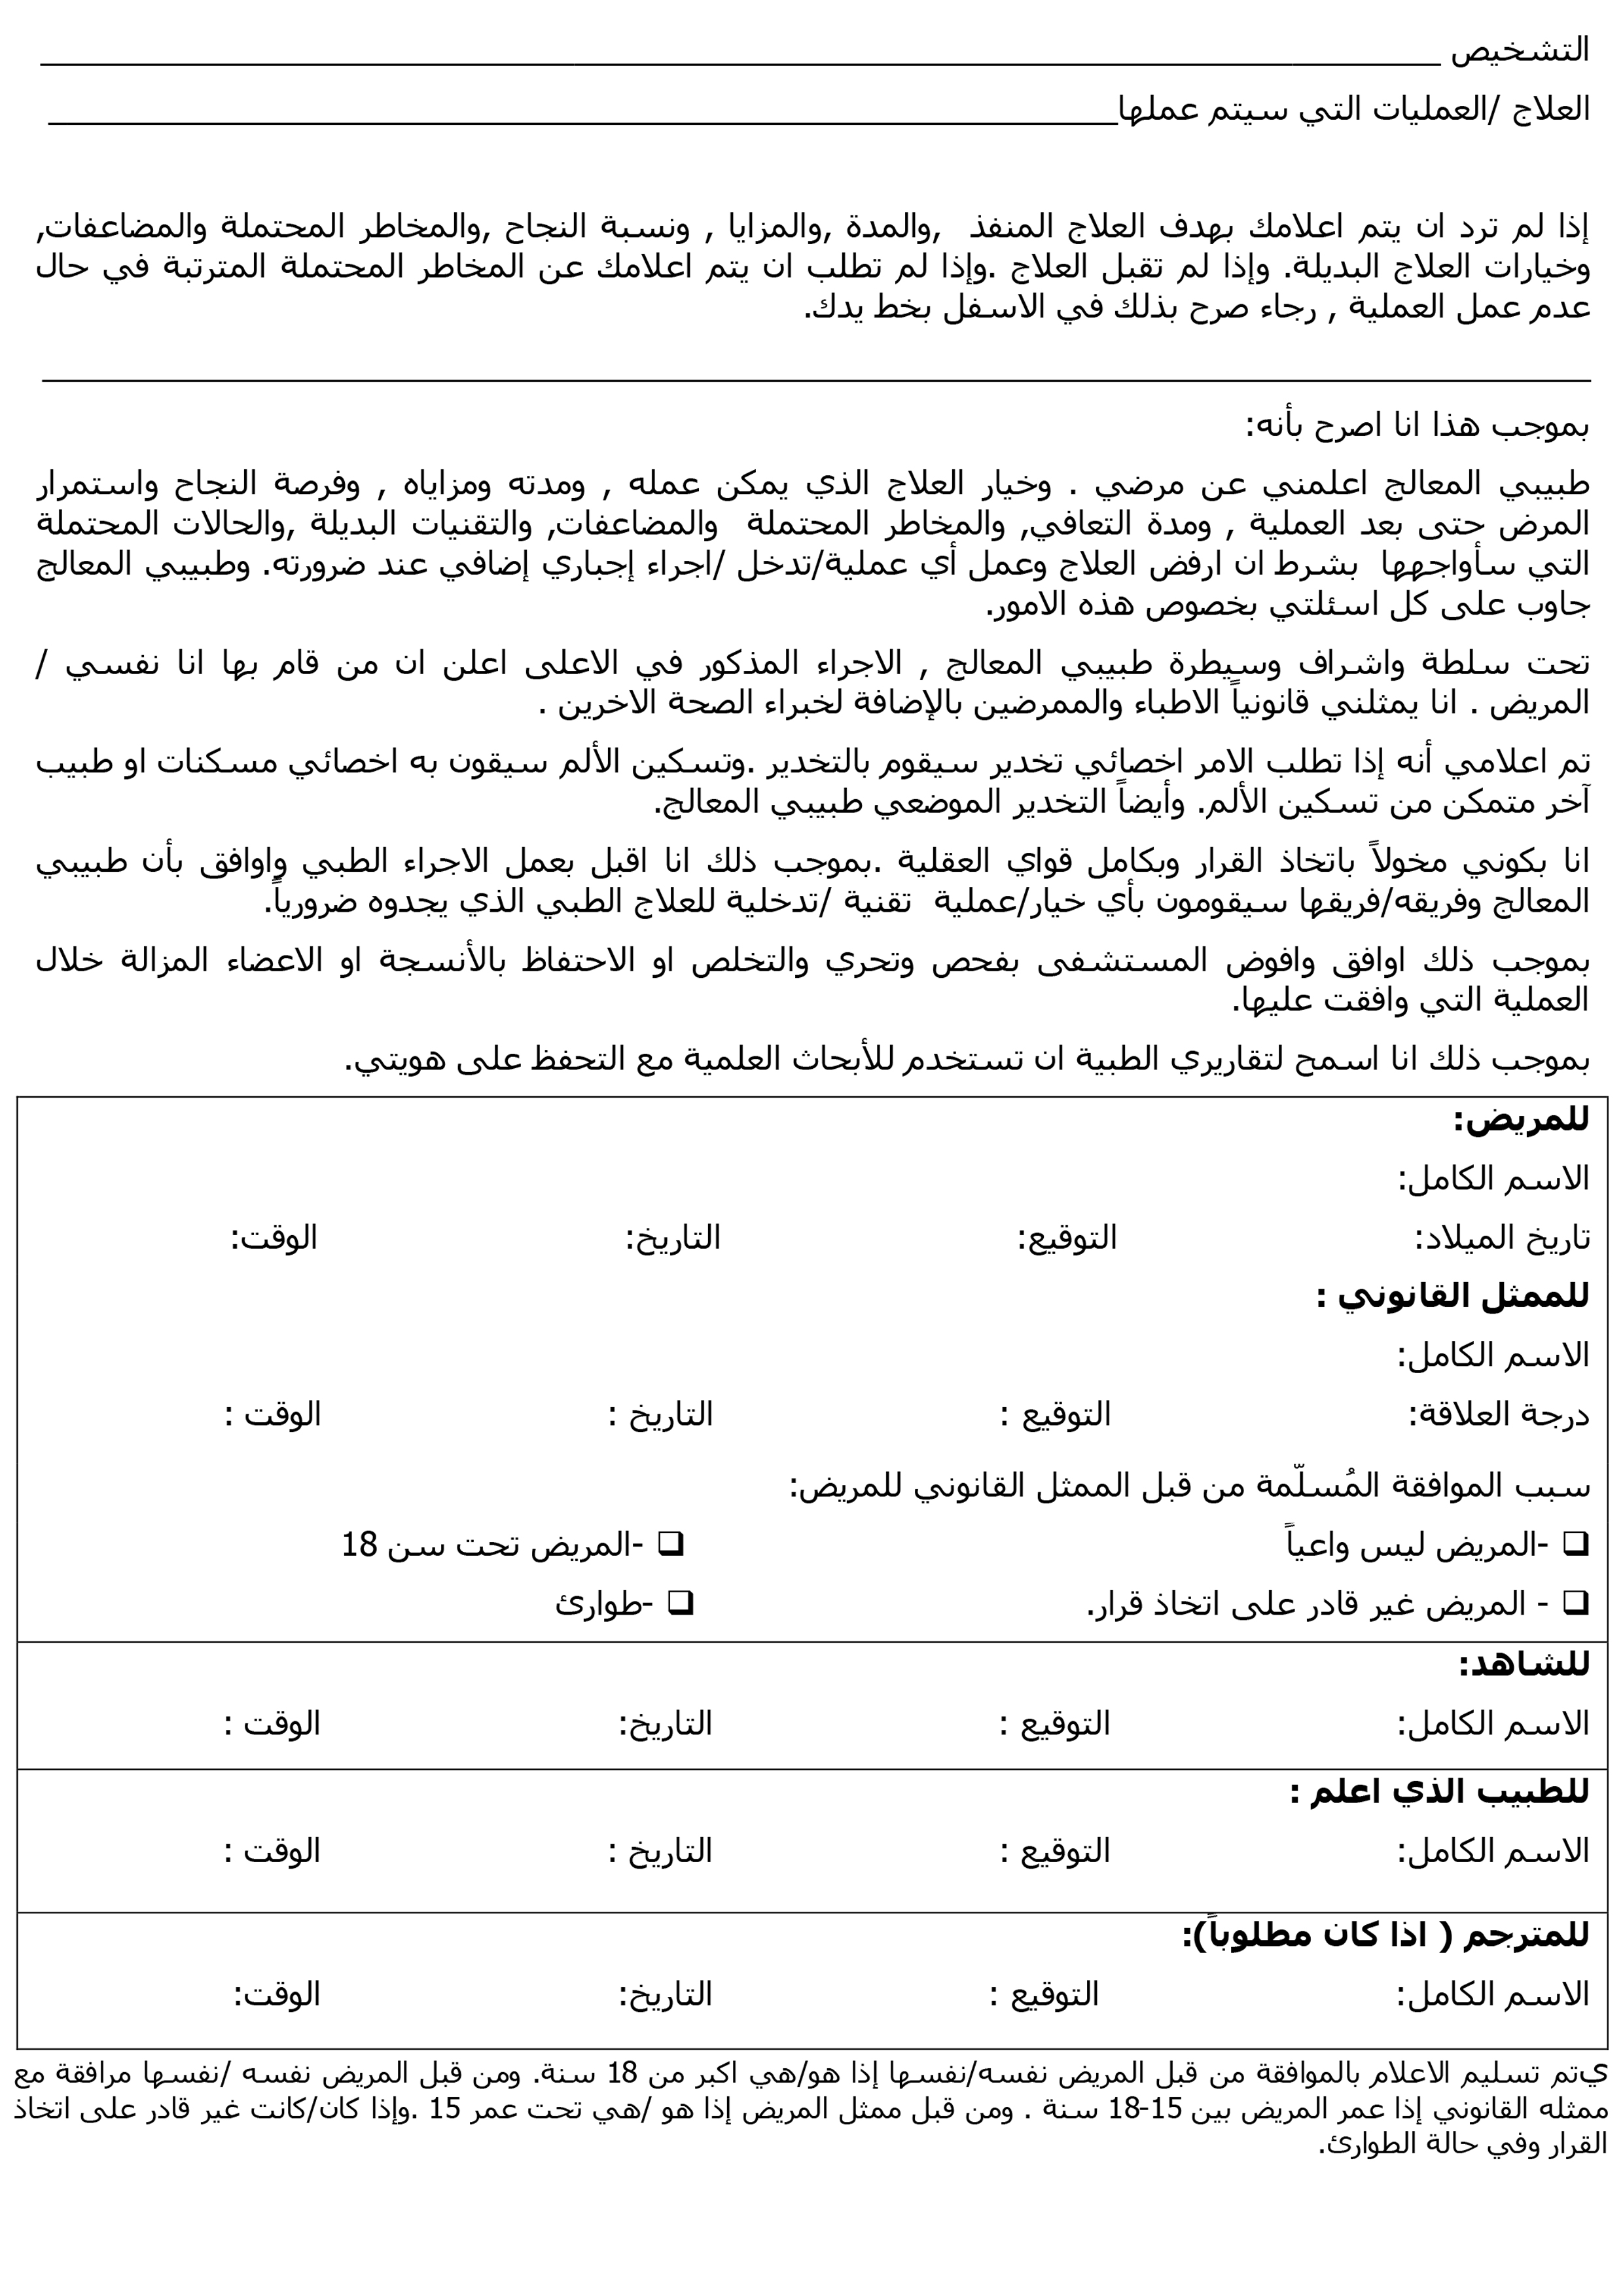 التشخيص ______________________________
العلاج /العمليات التي سيتم عملها______________________________
إذا لم ترد ان يتم اعلامك بهدف العلاج المنفذ ,والمدة ,والمزايا , ونسبة النجاح ,والمخاطر المحتملة والمضاعفات,
وخيارات العلاج البديلة. وإذا لم تقبل العلاج .وإذا لم تطلب ان يتم اعلامك عن المخاطر المحتملة المترتبة في حال
عدم عمل العملية , رجاء صرح بذلك في الاسفل بخط يدك.
______________________________
بموجب هذا انا اصرح بأنه:
طبيبي المعالج اعلمني عن مرضي . وخيار العلاج الذي يمكن عمله , ومدته ومزاياه , وفرصة النجاح واستمرار
المرض حتى بعد العملية , ومدة التعافي, والمخاطر المحتملة والمضاعفات, والتقنيات البديلة ,والحالات المحتملة
التي سأواجهها بشرط ان ارفض العلاج وعمل أي عملية/تدخل /اجراء إجباري إضافي عند ضرورته. وطبيبي المعالج
جاوب على كل اسئلتي بخصوص هذه الامور.
تحت سلطة واشراف وسيطرة طبيبي المعالج , الاجراء المذكور في الاعلى اعلن ان من قام بها انا نفسي /
المريض . انا يمثلني قانونياً الاطباء والممرضين بالإضافة لخبراء الصحة الاخرين .
تم اعلامي أنه إذا تطلب الامر اخصائي تخدير سيقوم بالتخدير .وتسكين الألم سيقون به اخصائي مسكنات او طبيب
آخر متمكن من تسكين الألم. وأيضاً التخدير الموضعي طبيبي المعالج.
انا بكوني مخولاً باتخاذ القرار وبكامل قواي العقلية .بموجب ذلك انا اقبل بعمل الاجراء الطبي واوافق بأن طبيبي
المعالج وفريقه/فريقها سيقومون بأي خيار/عملية تقنية /تدخلية للعلاج الطبي الذي يجدوه ضرورياً.
بموجب ذلك اوافق وافوض المستشفى بفحص وتحري والتخلص او الاحتفاظ بالأنسجة او الاعضاء المزالة خلال
العملية التي وافقت عليها.
بموجب ذلك انا اسمح لتقاريري الطبية ان تستخدم للأبحاث العلمية مع التحفظ على هويتي.
للمريض:
الاسم الكامل:
تاريخ الميلاد: التوقيع: التاريخ: الوقت:
للممثل القانوني :
الاسم الكامل:
درجة العلاقة: التوقيع : التاريخ : الوقت :
سبب الموافقة المُسلّمة من قبل الممثل القانوني للمريض:
❑ -المريض ليس واعياً ❑ -المريض تحت سن 18
❑ - المريض غير قادر على اتخاذ قرار. ❑ -طوارئ
للشاهد:
الاسم الكامل: التوقيع : التاريخ: الوقت :
للطبيب الذي اعلم :
الاسم الكامل: التوقيع : التاريخ : الوقت :
للمترجم ( اذا كان مطلوباً):
الاسم الكامل: التوقيع : التاريخ: الوقت:
يتم تسليم الاعلام بالموافقة من قبل المريض نفسه/نفسها إذا هو/هي اكبر من 18 سنة. ومن قبل المريض نفسه /نفسها مرافقة مع
ممثله القانوني إذا عمر المريض بين 15-18 سنة . ومن قبل ممثل المريض إذا هو /هي تحت عمر 15 .وإذا كان/كانت غير قادر على اتخاذ
القرار وفي حالة الطوارئ.